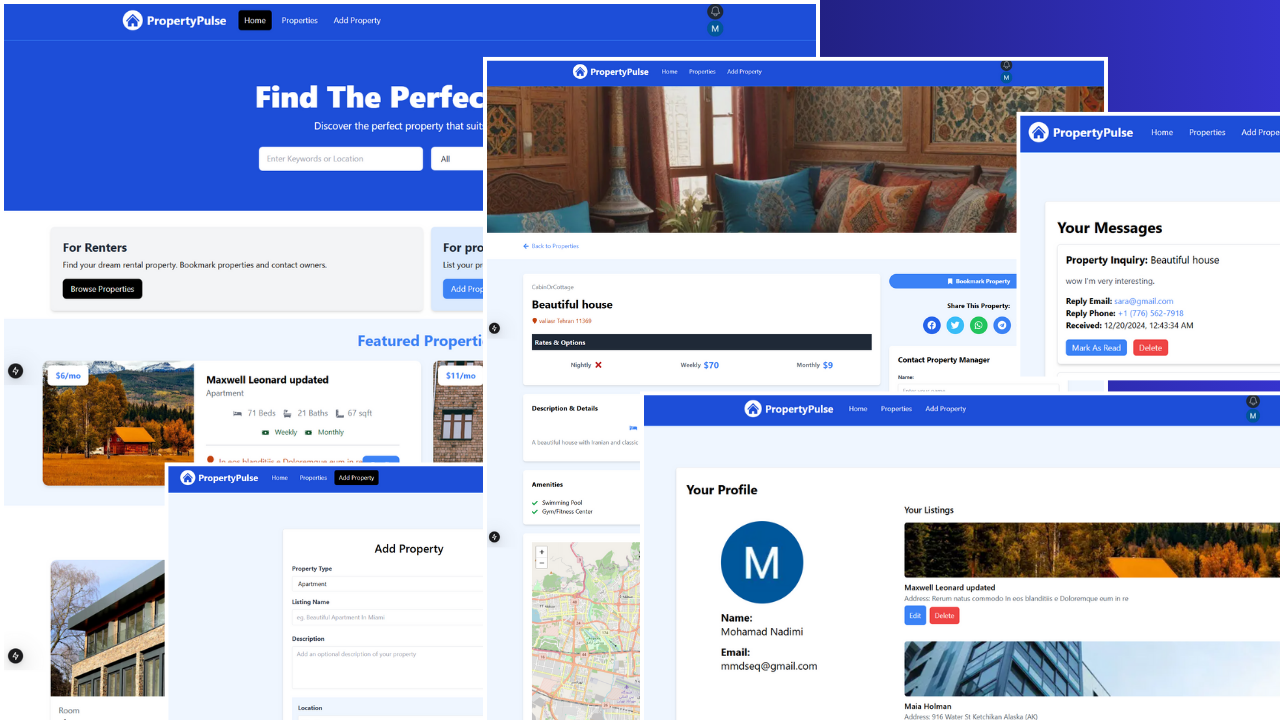 PropertyPulse Home Properties Add Property
M
Find The Perfec
Discover the perfect property that suit
Enter Keywords or Location All
For Renters
Find your dream rental property. Bookmark properties and contact owners.
Browse Properties
For pro
List your pr
Add Prop
Featured Properti
$6/mo
Maxwell Leonard updated
Apartment
71 Beds 21 Baths 67 sqft
Weekly Monthly
In eos blanditiis e Doloremque eum in re
$11/mo
Room
PropertyPulse Home Properties Add Property
Add Property
Property Type
Apartment
Listing Name
eg. Beautiful Apartment In Miami
Description
Add an optional description of your property
Location
PropertyPulse Home Properties Add Property
M
Back to Properties
CabinOrCottage
Beautiful house
valiasr Tehran 11369
Rates & Options
Nightly Weekly $70 Monthly $9
Bookmark Property
Share This Property:
Contact Property Manager
Name:
Description & Details
A beautiful house with Iranian and classic
Amenities
Swimming Pool
Gym/Fitness Center
+
−
PropertyPulse Home Properties Add Prope
Your Messages
Property Inquiry: Beautiful house
wow I'm very interesting.
Reply Email: sara@gmail.com
Reply Phone: +1 (776) 562-7918
Received: 12/20/2024, 12:43:34 AM
Mark As Read Delete
PropertyPulse Home Properties Add Property
M
Your Profile
M
Name:
Mohamad Nadimi
Email:
mmdseq@gmail.com
Your Listings
Maxwell Leonard updated
Address: Rerum natus commodo In eos blanditiis e Doloremque eum in re
Edit Delete
Maia Holman
Address: 916 Water St Ketchikan Alaska (AK)